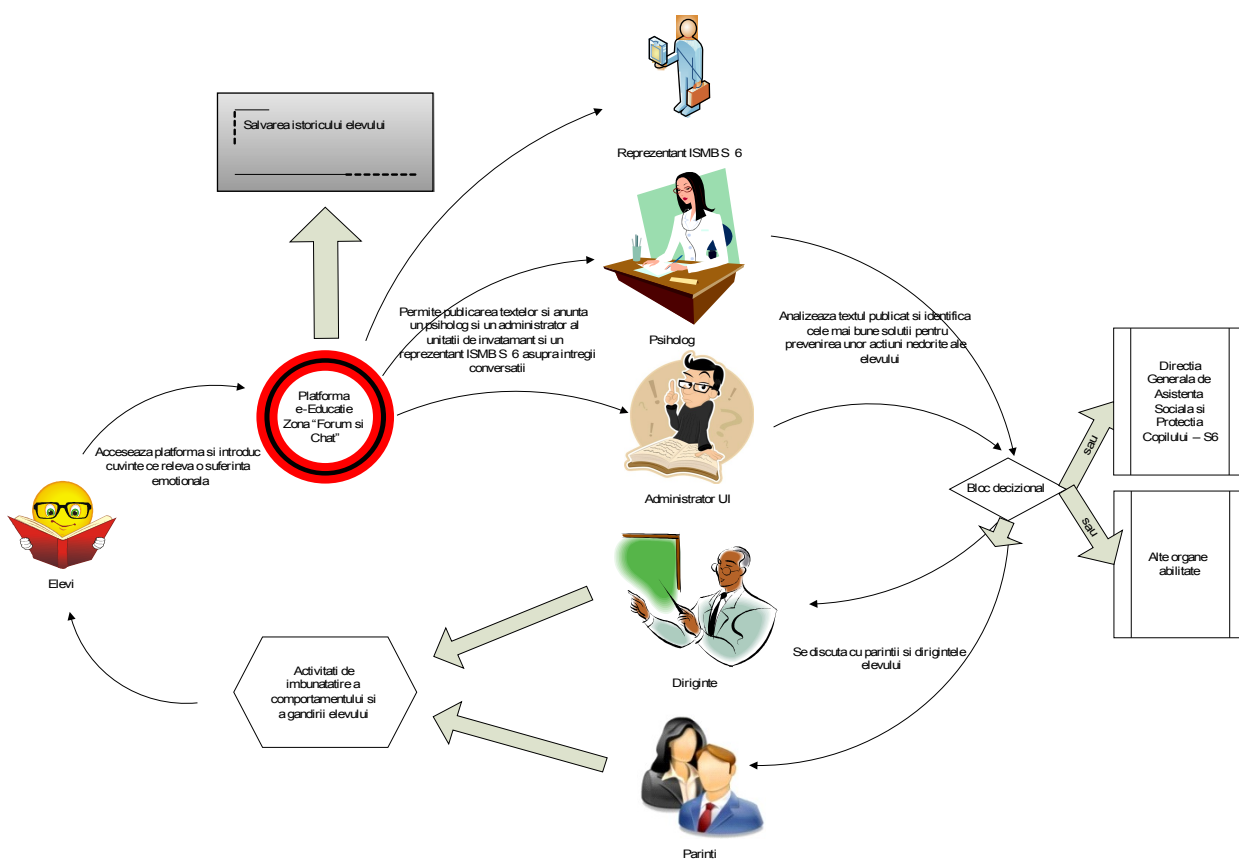 Reprezentant ISMB S 6
Salvarea istoricului elevului
Permite publicarea textelor si anunta
un psiholog si un administrator al
unitatii de invatamant si un
reprezentant ISMB S 6 asupra intregii
conversatii
Psiholog
Analizeaza textul publicat si identifica
cele mai bune solutii pentru
prevenirea unor actiuni nedorite ale
elevului
Platforma
e-Educatie
Zona “Forum si
Chat”
Acceseaza platforma si introduc
cuvinte ce releva o suferinta
emotionala
Elevi
Administrator UI
Bloc decizional
sau
sau
Directia
Generala de
Asistenta
Sociala si
Protectia
Copilului – S6
Alte organe
abilitate
Se discuta cu parintii si dirigintele
elevului
Diriginte
Activitati de
imbunatatire a
comportamentului si
a gandirii elevului
Parinti